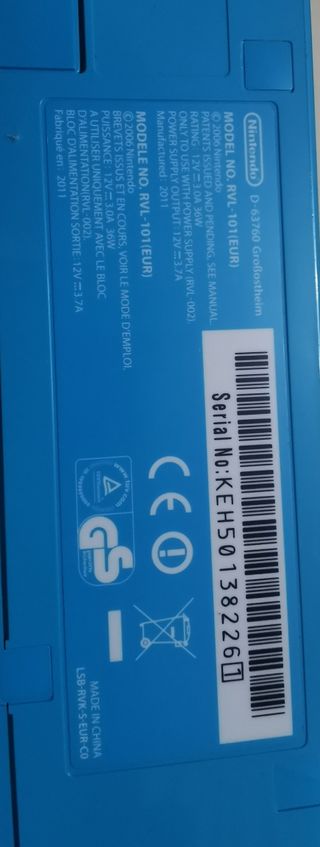 Nintendo D-63760 Großostheim
MODEL NO. RVL-101(EUR)
©2006 Nintendo
PATENTS ISSUED AND PENDING, SEE MANUAL
RATING : 12V⎓3.0A 36W
ONLY TO USE WITH POWER SUPPLY (RVL-002)
POWER SUPPLY OUTPUT:12V⎓3.7A
Manufactured : 2011
MODELE NO. RVL-101(EUR)
©2006 Nintendo
BREVETS ISSUS ET EN COURS, VOIR LE MODE D'EMPLOI.
PUISSANCE : 12V⎓3.0A 36W
A UTILISER UNIQUEMENT AVEC LE BLOC
D'ALIMENTATION(RVL-002).
BLOC D'ALIMENTATION SORTIE:12V⎓3.7A
Fabriqué en : 2011
Serial No:KEH50138226 1
CE
GS
MADE IN CHINA
LSB-RVK-S-EUR-C0